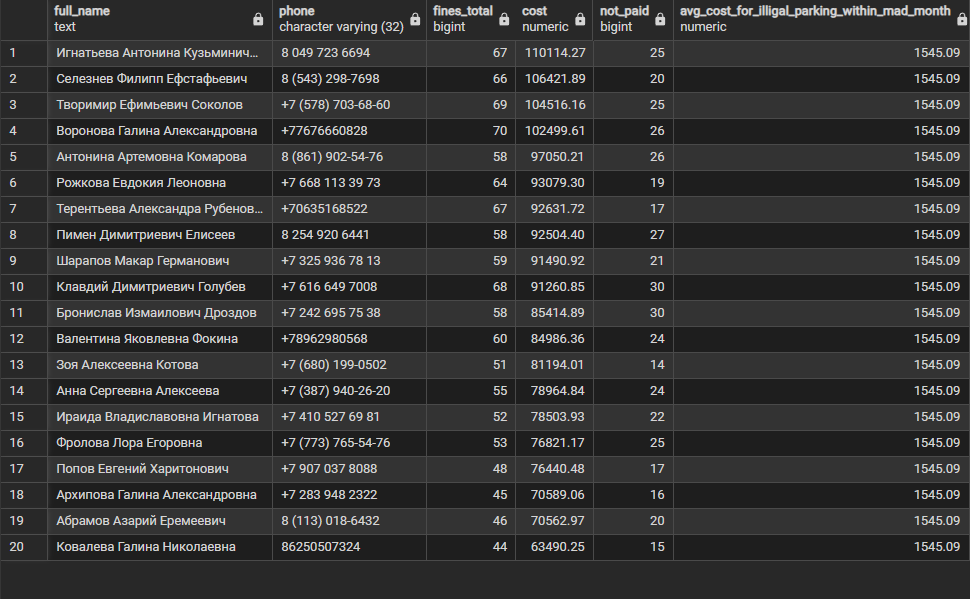 full_name phone fines_total cost not_paid avg_cost_for_illigal_parking_within_mad_month
text character varying (32) bigint numeric bigint numeric
1 Игнатьева Антонина Кузьминич... 8 049 723 6694 67 110114.27 25 1545.09
2 Селезнев Филипп Ефстафьевич 8 (543) 298-7698 66 106421.89 20 1545.09
3 Творимир Ефимьевич Соколов +7 (578) 703-68-60 69 104516.16 25 1545.09
4 Воронова Галина Александровна +77676660828 70 102499.61 26 1545.09
5 Антонина Артемовна Комарова 8 (861) 902-54-76 58 97050.21 26 1545.09
6 Рожкова Евдокия Леоновна +7 668 113 39 73 64 93079.30 19 1545.09
7 Терентьева Александра Рубенов... +70635168522 67 92631.72 17 1545.09
8 Пимен Димитриевич Елисеев 8 254 920 6441 58 92504.40 27 1545.09
9 Шарапов Макар Германович +7 325 936 78 13 59 91490.92 21 1545.09
10 Клавдий Димитриевич Голубев +7 616 649 7008 68 91260.85 30 1545.09
11 Бронислав Измаилович Дроздов +7 242 695 75 38 58 85414.89 30 1545.09
12 Валентина Яковлевна Фокина +78962980568 60 84986.36 24 1545.09
13 Зоя Алексеевна Котова +7 (680) 199-0502 51 81194.01 14 1545.09
14 Анна Сергеевна Алексеева +7 (387) 940-26-20 55 78964.84 24 1545.09
15 Ираида Владиславовна Игнатова +7 410 527 69 81 52 78503.93 22 1545.09
16 Фролова Лора Егоровна +7 (773) 765-54-76 53 76821.17 25 1545.09
17 Попов Евгений Харитонович +7 907 037 8088 48 76440.48 17 1545.09
18 Архипова Галина Александровна +7 283 948 2322 45 70589.06 16 1545.09
19 Абрамов Азарий Еремеевич 8 (113) 018-6432 46 70562.97 20 1545.09
20 Ковалева Галина Николаевна 86250507324 44 63490.25 15 1545.09